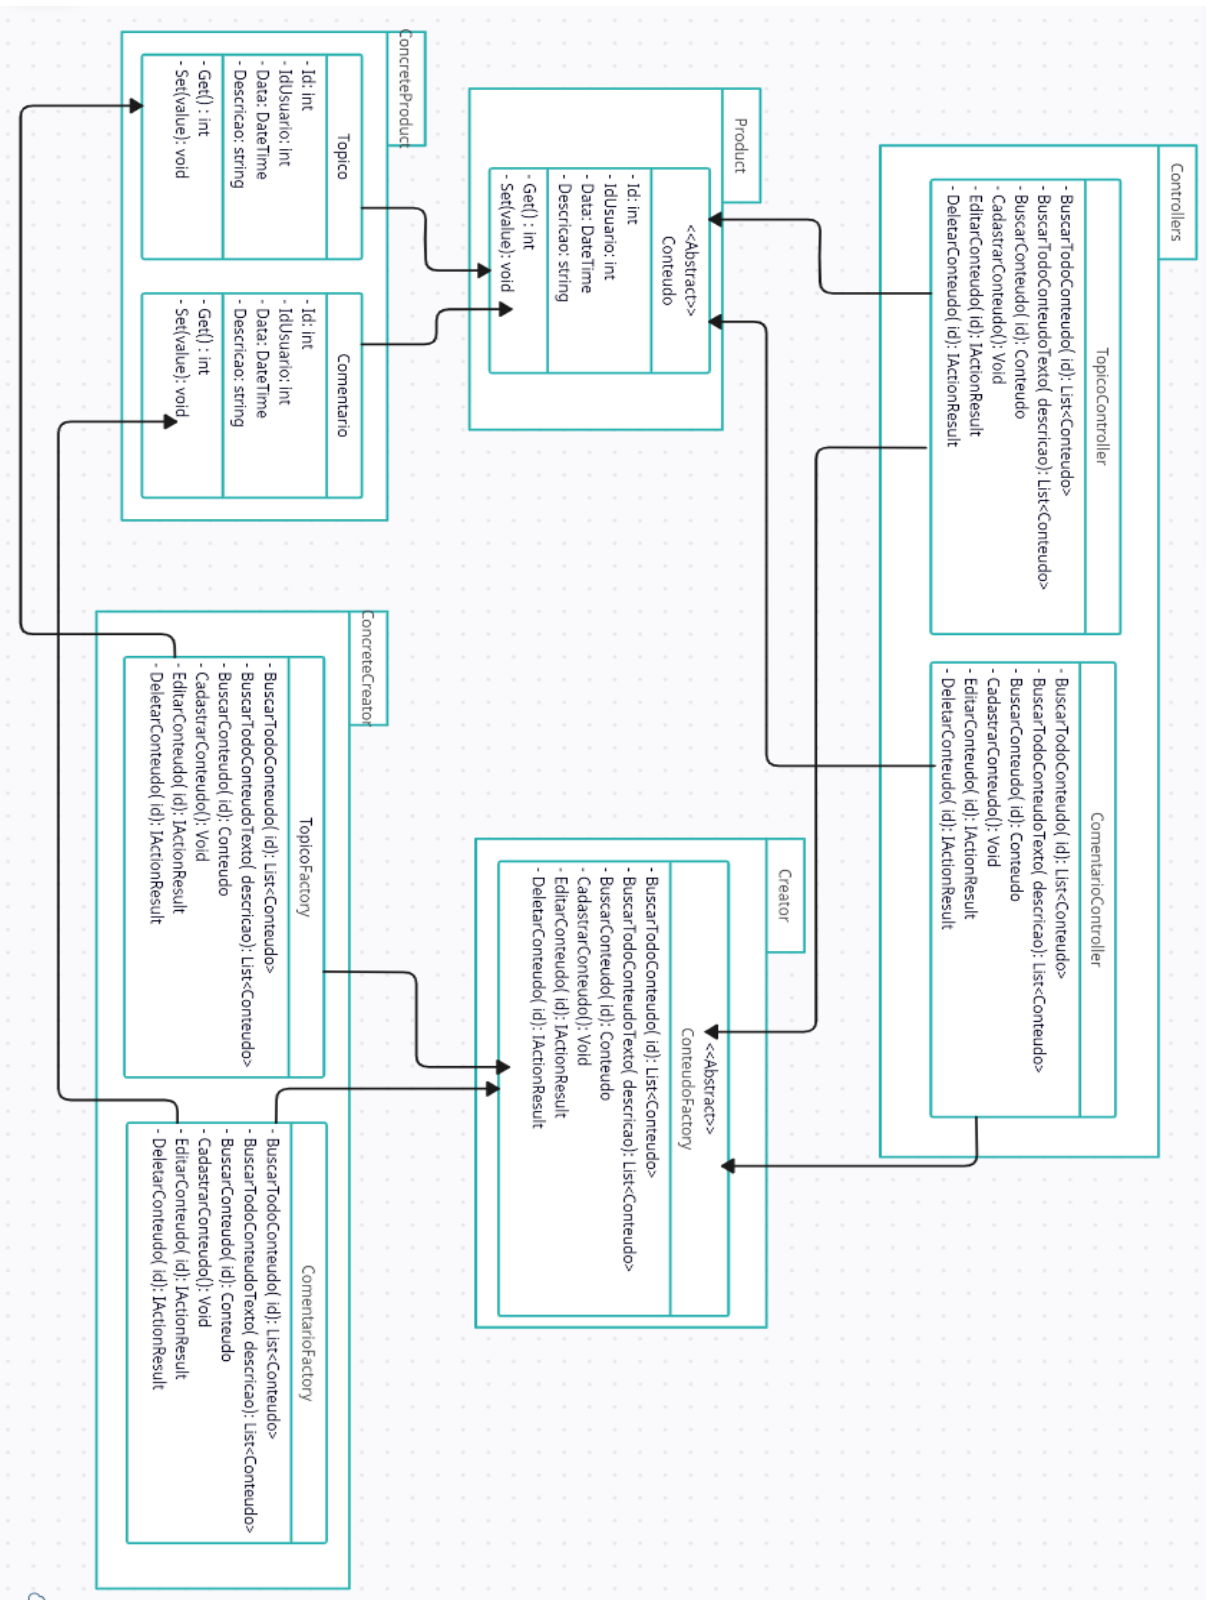 Controllers
TopicoController
- BuscarTodoConteudo( id): List<Conteudo>
- BuscarTodoConteudoTexto( descricao): List<Conteudo>
- BuscarConteudo( id): Conteudo
- CadastrarConteudo(): Void
- EditarConteudo( id): IActionResult
- DeletarConteudo( id): IActionResult
ComentarioController
- BuscarTodoConteudo( id): List<Conteudo>
- BuscarTodoConteudoTexto( descricao): List<Conteudo>
- BuscarConteudo( id): Conteudo
- CadastrarConteudo(): Void
- EditarConteudo( id): IActionResult
- DeletarConteudo( id): IActionResult
Product
<<Abstract>>
Conteudo
- Id: int
- IdUsuario: int
- Data: DateTime
- Descricao: string
- Get() : int
- Set(value): void
Creator
<<Abstract>>
ConteudoFactory
- BuscarTodoConteudo( id): List<Conteudo>
- BuscarTodoConteudoTexto( descricao): List<Conteudo>
- BuscarConteudo( id): Conteudo
- CadastrarConteudo(): Void
- EditarConteudo( id): IActionResult
- DeletarConteudo( id): IActionResult
ConcreteProduct
Topico
- Id: int
- IdUsuario: int
- Data: DateTime
- Descricao: string
- Get() : int
- Set(value): void
Comentario
- Id: int
- IdUsuario: int
- Data: DateTime
- Descricao: string
- Get() : int
- Set(value): void
ConcreteCreator
TopicoFactory
- BuscarTodoConteudo( id): List<Conteudo>
- BuscarTodoConteudoTexto( descricao): List<Conteudo>
- BuscarConteudo( id): Conteudo
- CadastrarConteudo(): Void
- EditarConteudo( id): IActionResult
- DeletarConteudo( id): IActionResult
ComentarioFactory
- BuscarTodoConteudo( id): List<Conteudo>
- BuscarTodoConteudoTexto( descricao): List<Conteudo>
- BuscarConteudo( id): Conteudo
- CadastrarConteudo(): Void
- EditarConteudo( id): IActionResult
- DeletarConteudo( id): IActionResult